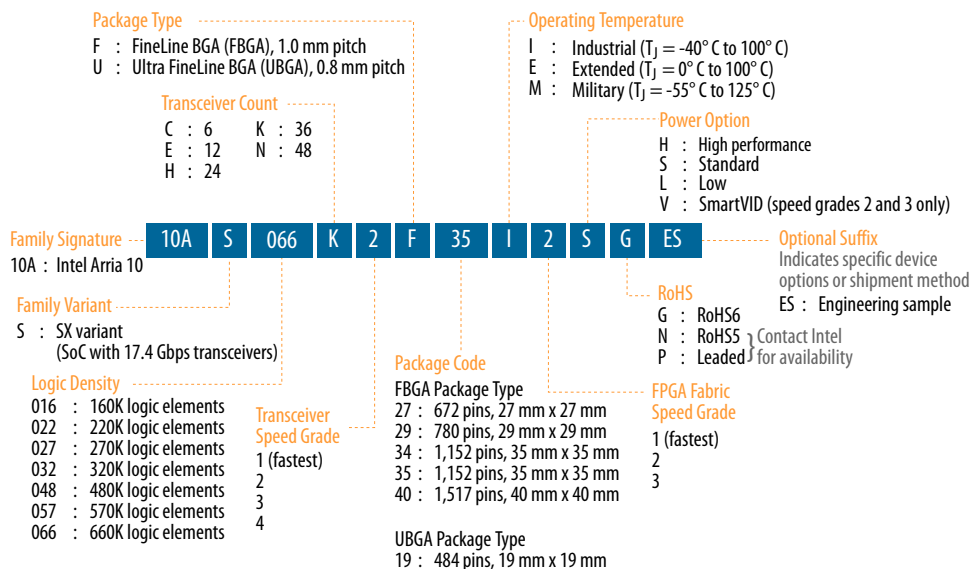 Package Type
F : FineLine BGA (FBGA), 1.0 mm pitch
U : Ultra FineLine BGA (UBGA), 0.8 mm pitch
Operating Temperature
I : Industrial (TJ = -40° C to 100° C)
E : Extended (TJ = 0° C to 100° C)
M : Military (TJ = -55° C to 125° C)
Transceiver Count
C : 6 K : 36
E : 12 N : 48
H : 24
Power Option
H : High performance
S : Standard
L : Low
V : SmartVID (speed grades 2 and 3 only)
10A S 066 K 2 F 35 I 2 S G ES
Family Signature
10A : Intel Arria 10
Optional Suffix
Indicates specific device
options or shipment method
ES : Engineering sample
Family Variant
S : SX variant
(SoC with 17.4 Gbps transceivers)
RoHS
G : RoHS6
N : RoHS5
P : Leaded
Contact Intel
for availability
Logic Density
016 : 160K logic elements
022 : 220K logic elements
027 : 270K logic elements
032 : 320K logic elements
048 : 480K logic elements
057 : 570K logic elements
066 : 660K logic elements
Transceiver
Speed Grade
1 (fastest)
2
3
4
Package Code
FBGA Package Type
27 : 672 pins, 27 mm x 27 mm
29 : 780 pins, 29 mm x 29 mm
34 : 1,152 pins, 35 mm x 35 mm
35 : 1,152 pins, 35 mm x 35 mm
40 : 1,517 pins, 40 mm x 40 mm
UBGA Package Type
19 : 484 pins, 19 mm x 19 mm
FPGA Fabric
Speed Grade
1 (fastest)
2
3